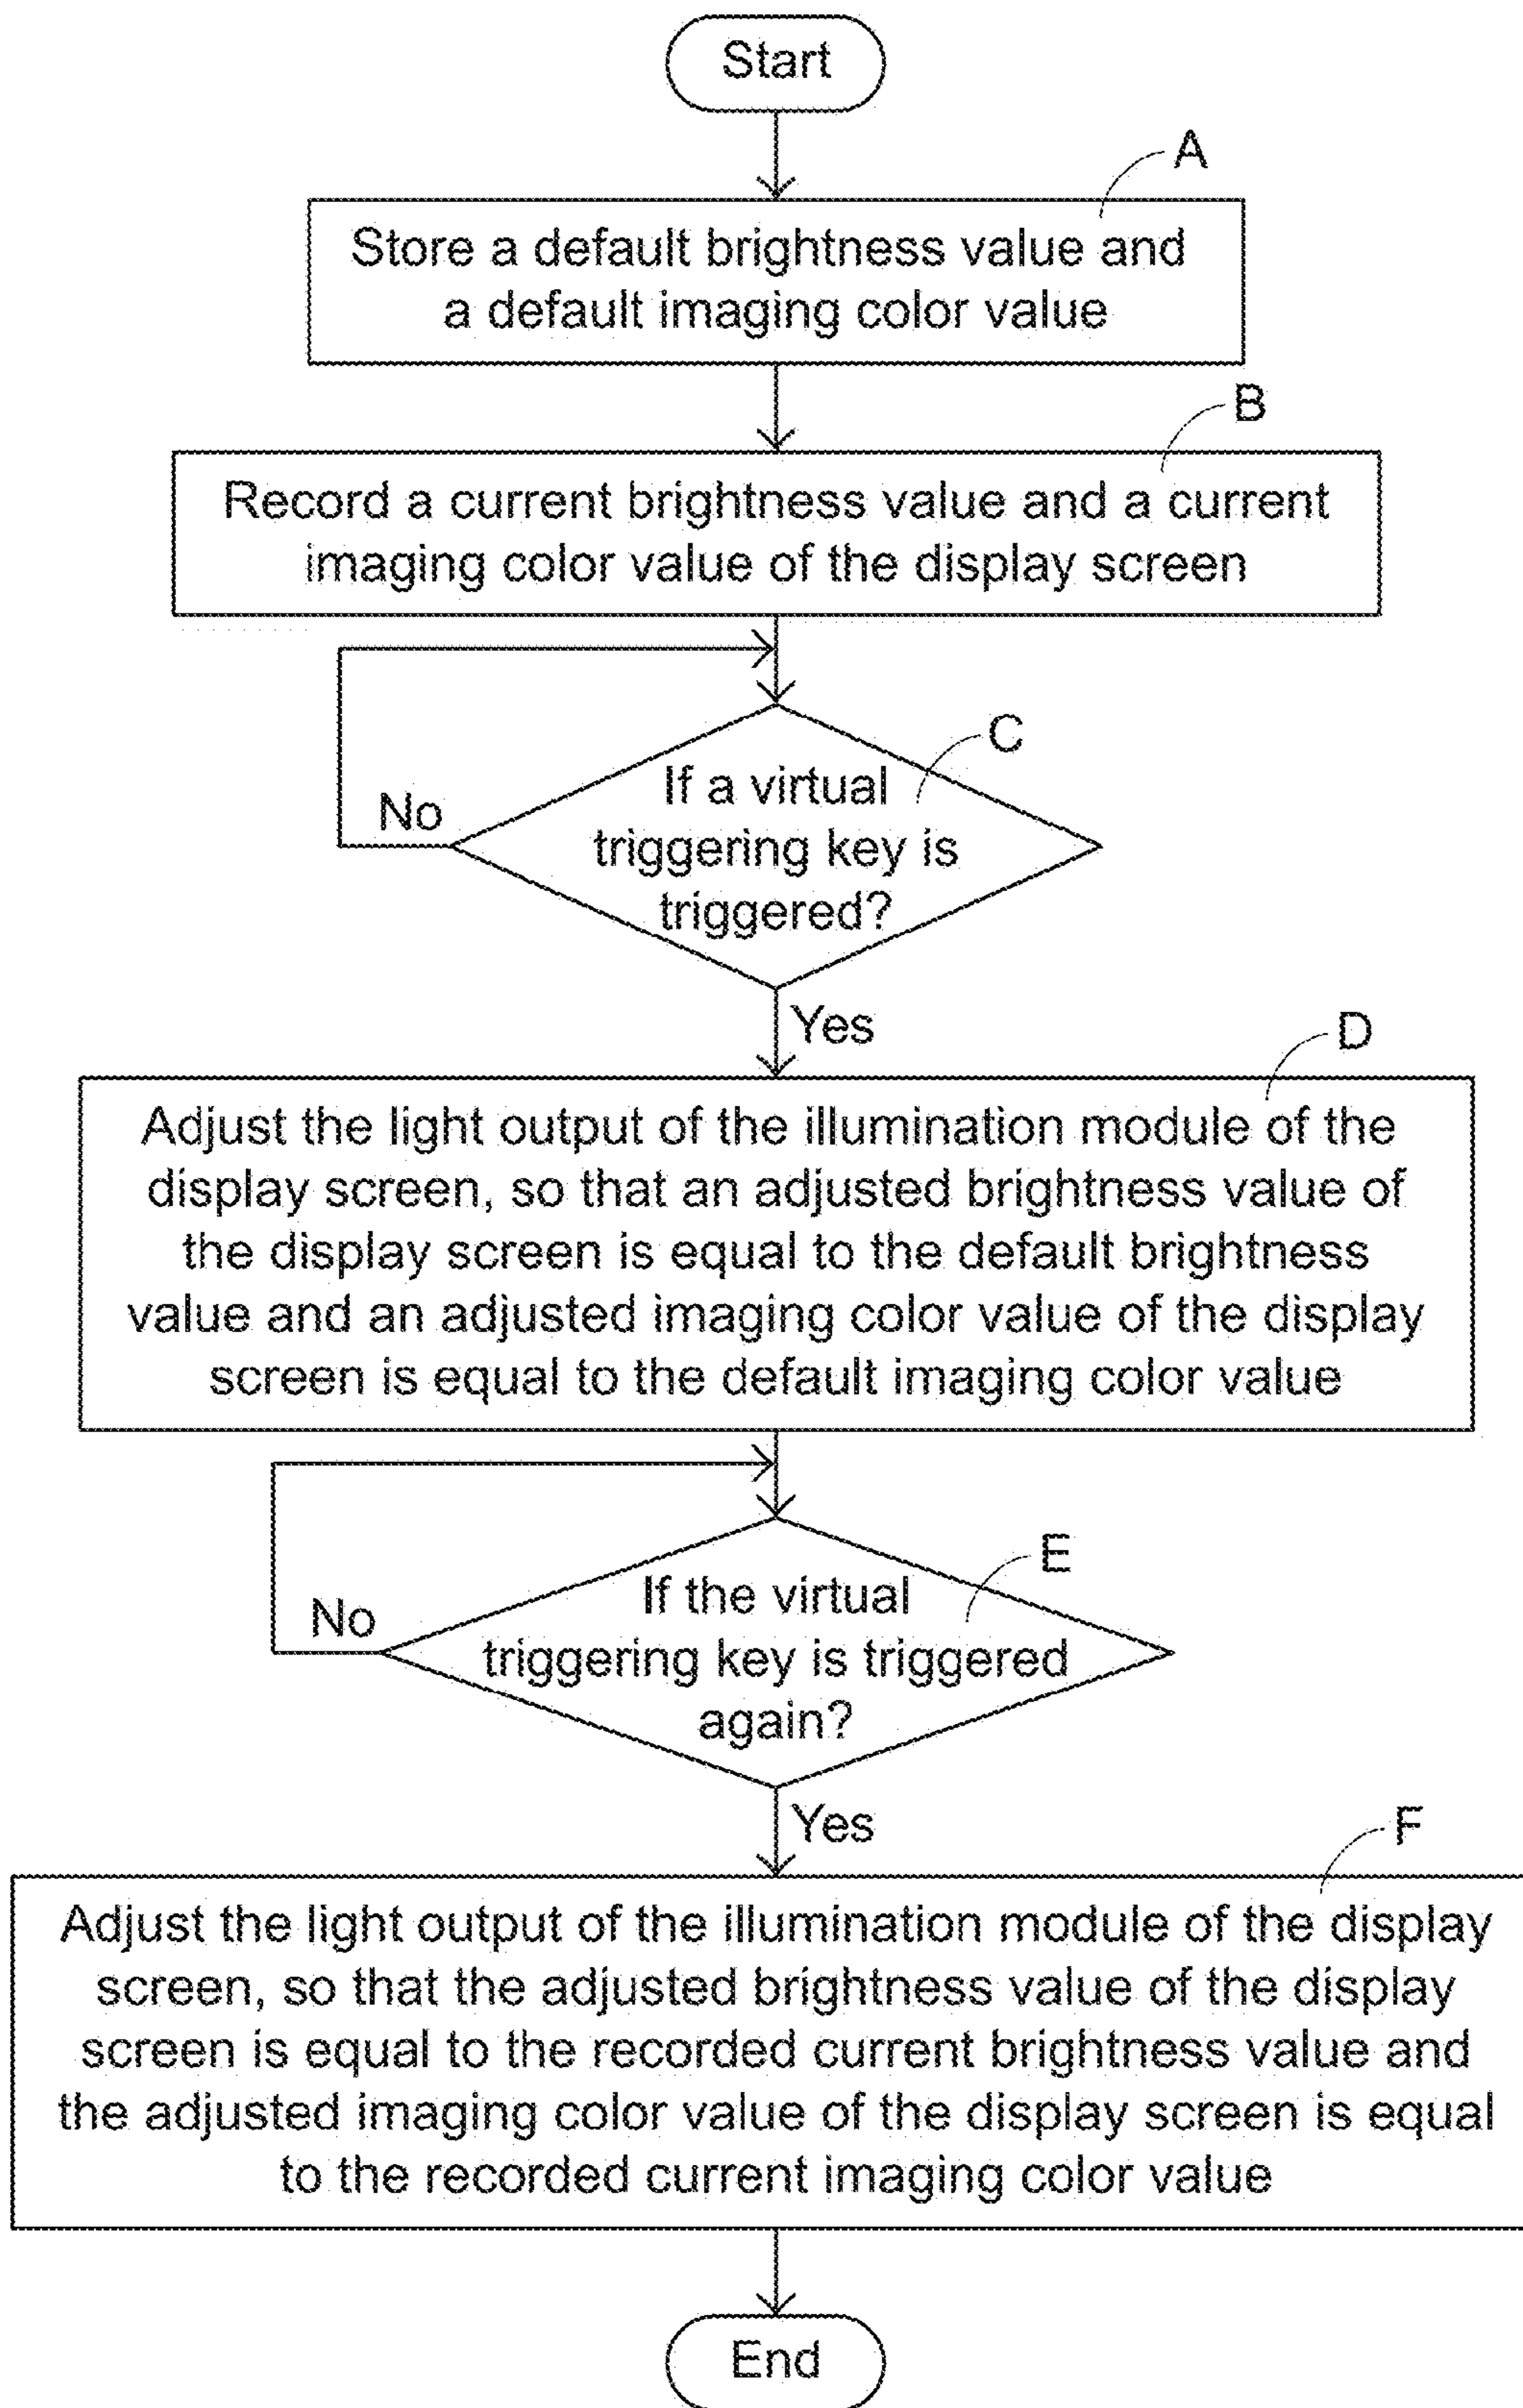 Start
A
Store a default brightness value and
a default imaging color value
B
Record a current brightness value and a current
imaging color value of the display screen
C
If a virtual
triggering key is
triggered?
No
Yes
D
Adjust the light output of the illumination module of the
display screen, so that an adjusted brightness value of
the display screen is equal to the default brightness
value and an adjusted imaging color value of the display
screen is equal to the default imaging color value
E
If the virtual
triggering key is triggered
again?
No
Yes
F
Adjust the light output of the illumination module of the display
screen, so that the adjusted brightness value of the display
screen is equal to the recorded current brightness value and
the adjusted imaging color value of the display screen is equal
to the recorded current imaging color value
End